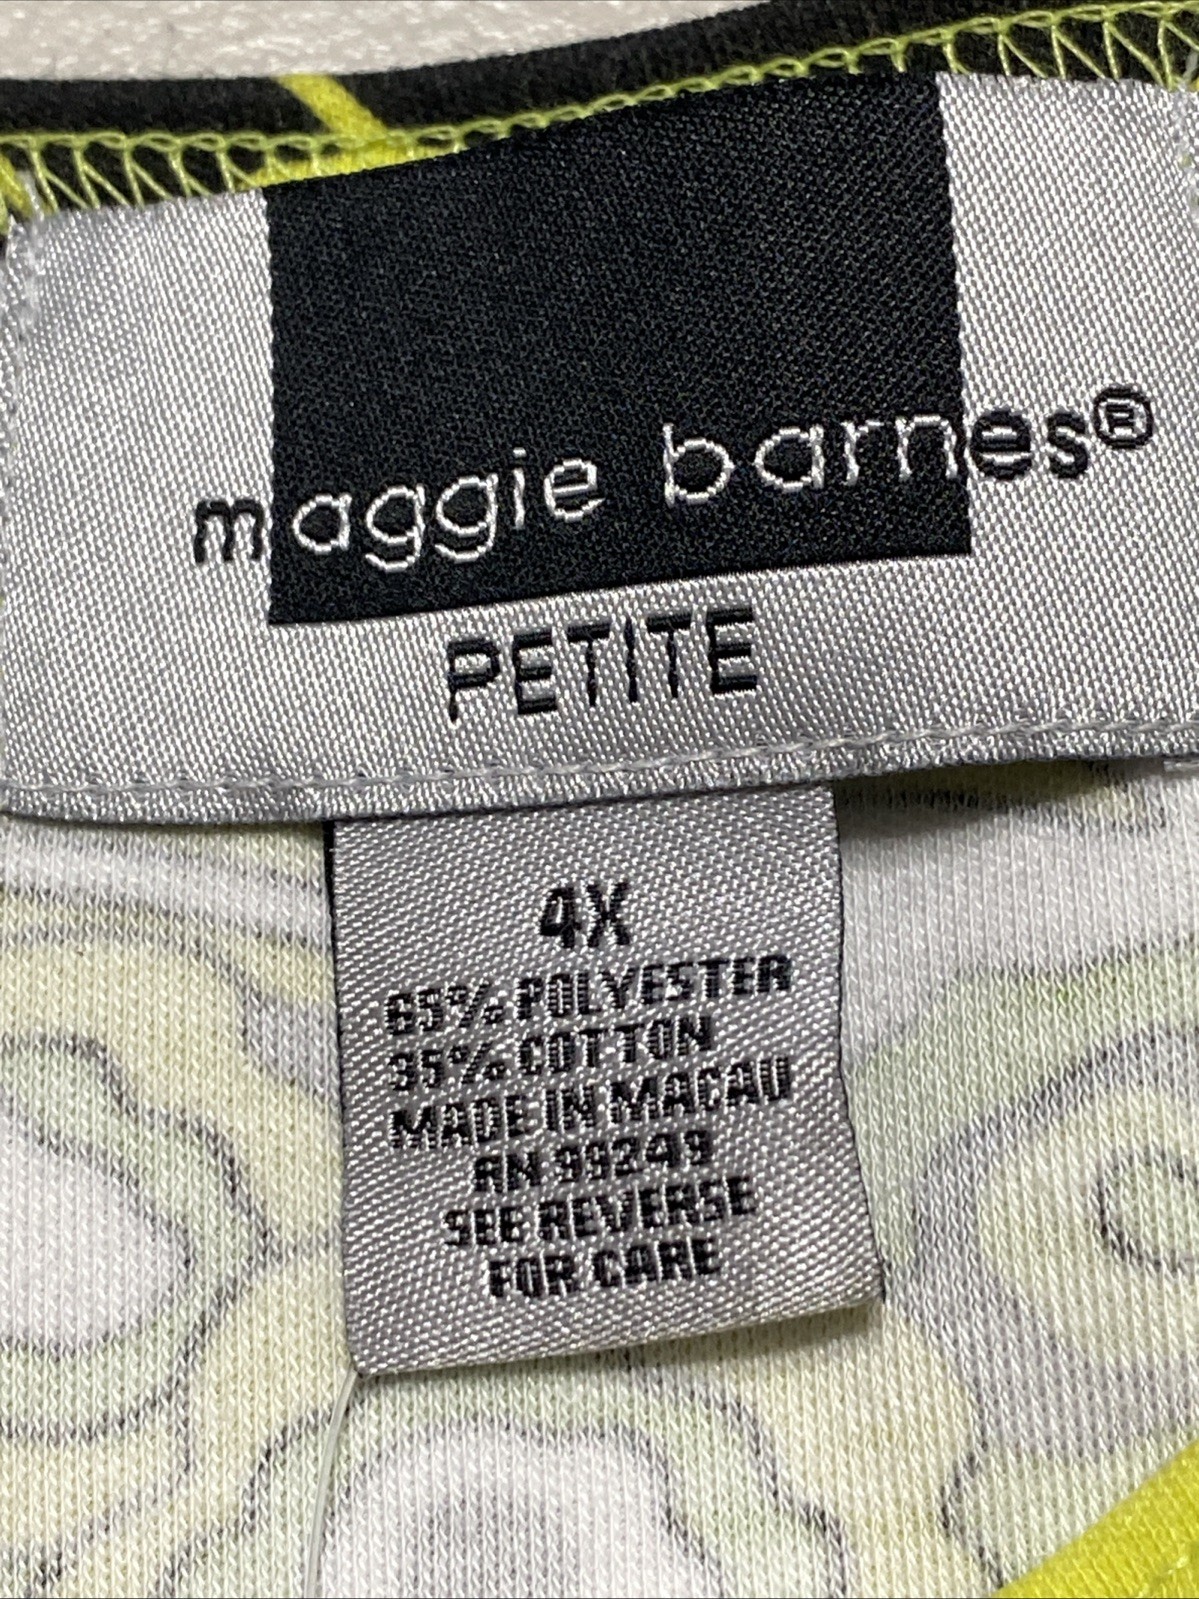 maggie barnes®
PETITE
4X
65% POLYESTER
35% COTTON
MADE IN MACAU
RN 99249
SEE REVERSE
FOR CARE